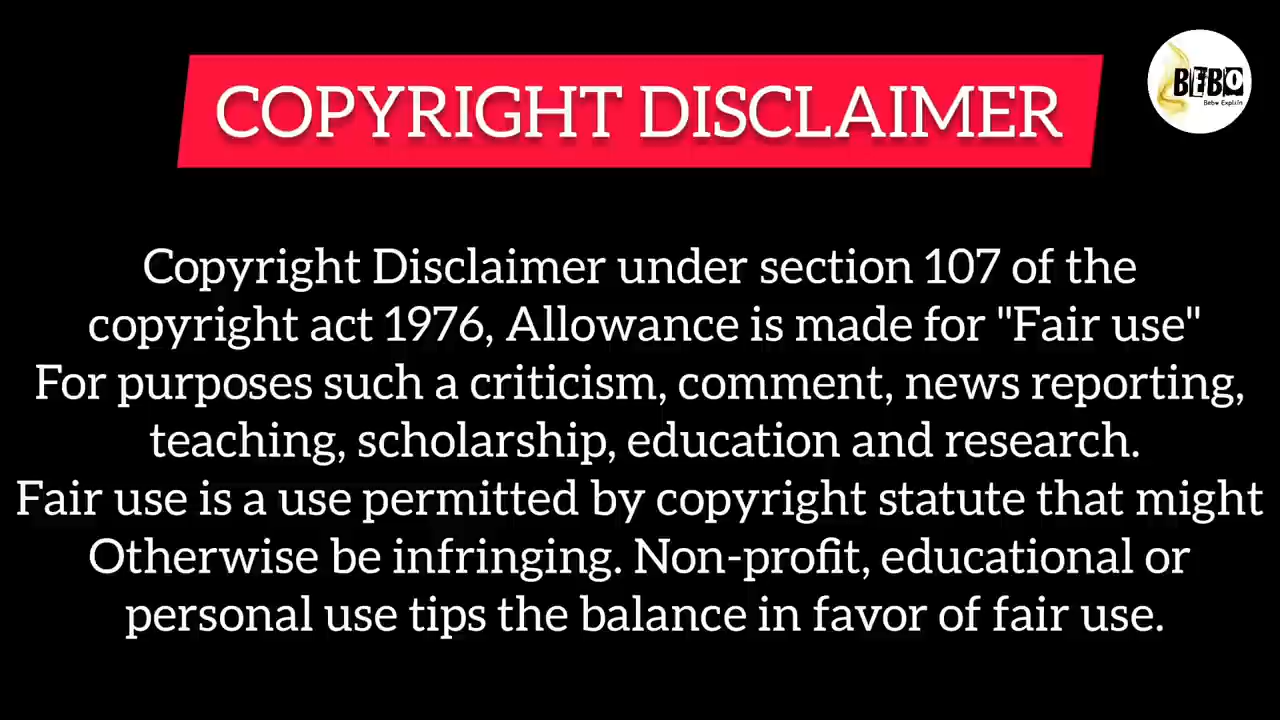 COPYRIGHT DISCLAIMER
BEBO
Bebo Explain
Copyright Disclaimer under section 107 of the
copyright act 1976, Allowance is made for "Fair use"
For purposes such a criticism, comment, news reporting,
teaching, scholarship, education and research.
Fair use is a use permitted by copyright statute that might
Otherwise be infringing. Non-profit, educational or
personal use tips the balance in favor of fair use.